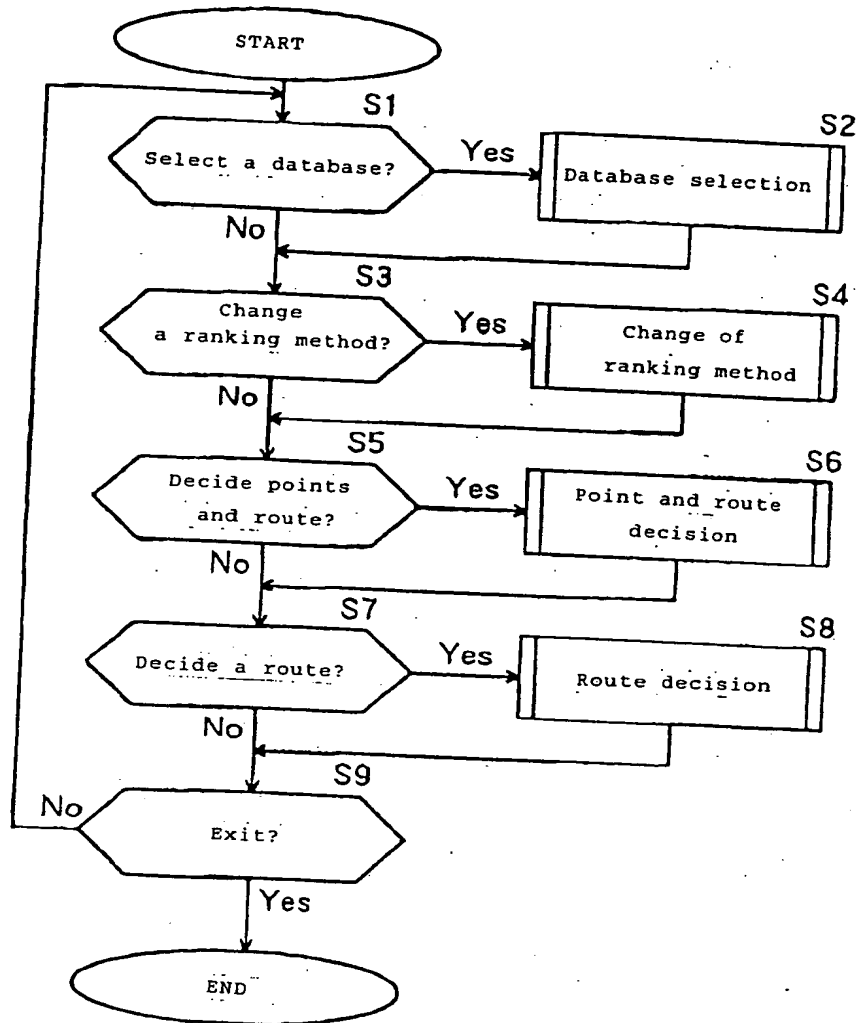 START
S1
Select a database?
Yes
S2
Database selection
No
S3
Change
a ranking method?
Yes
S4
Change of
ranking method
No
S5
Decide points
and route?
Yes
S6
Point and route
decision
No
S7
Decide a route?
Yes
S8
Route decision
No
S9
No
Exit?
Yes
END